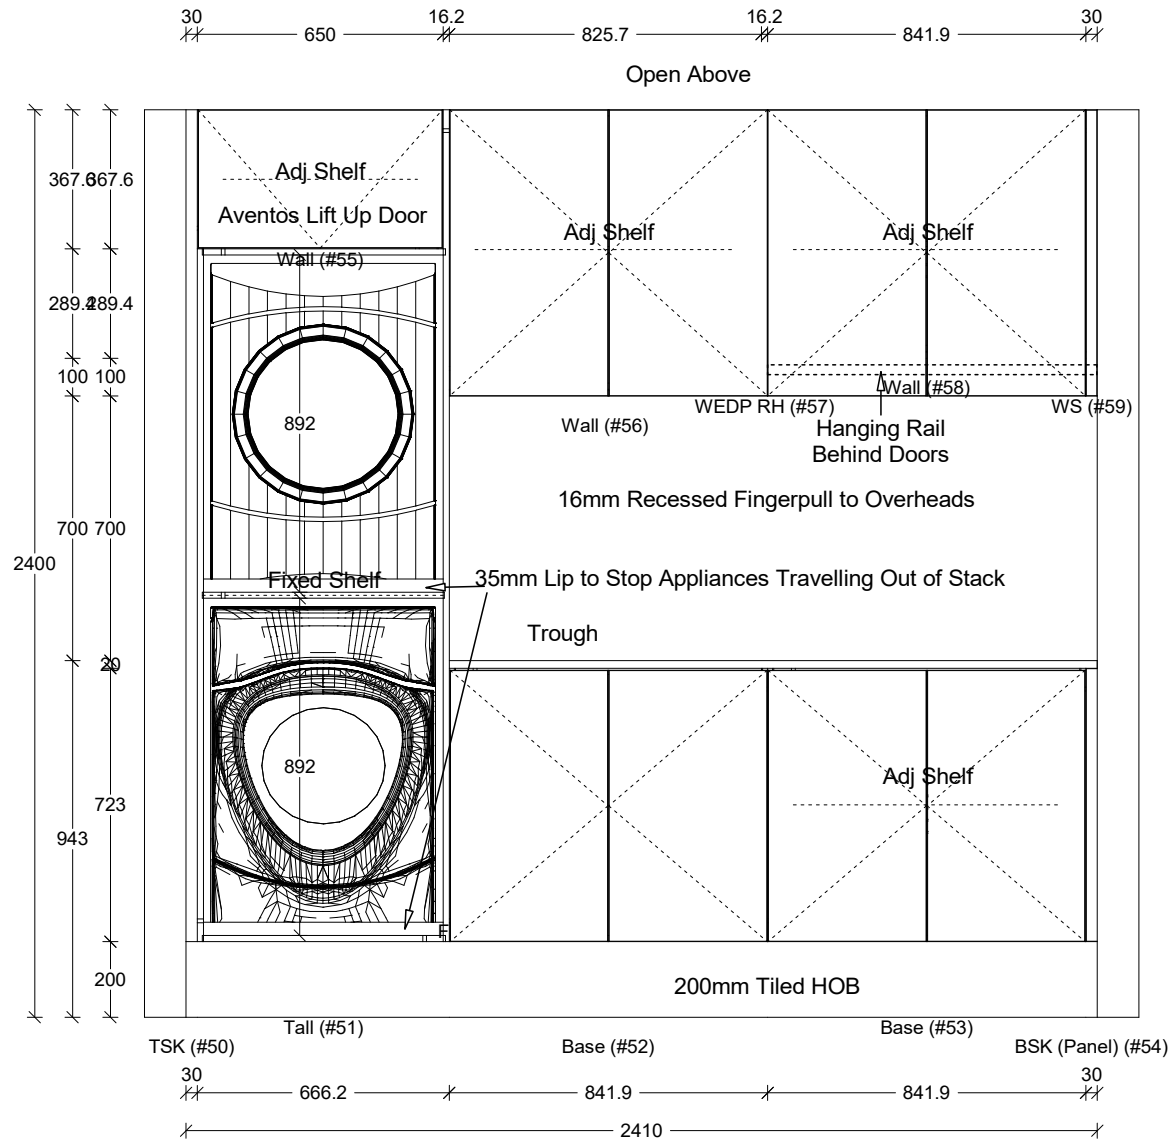 30
16.2
16.2
30
650
825.7
841.9
Open Above
367.6
367.6
Adj Shelf
Aventos Lift Up Door
Adj Shelf
Adj Shelf
Wall (#55)
289.4
289.4
100
100
Wall (#58)
WEDP RH (#57)
WS (#59)
892
Wall (#56)
Hanging Rail
Behind Doors
16mm Recessed Fingerpull to Overheads
700
700
2400
Fixed Shelf
35mm Lip to Stop Appliances Travelling Out of Stack
Trough
20
892
Adj Shelf
723
943
F
200
200mm Tiled HOB
Tall (#51)
Base (#53)
TSK (#50)
Base (#52)
BSK (Panel) (#54)
30
30
666.2
841.9
841.9
2410